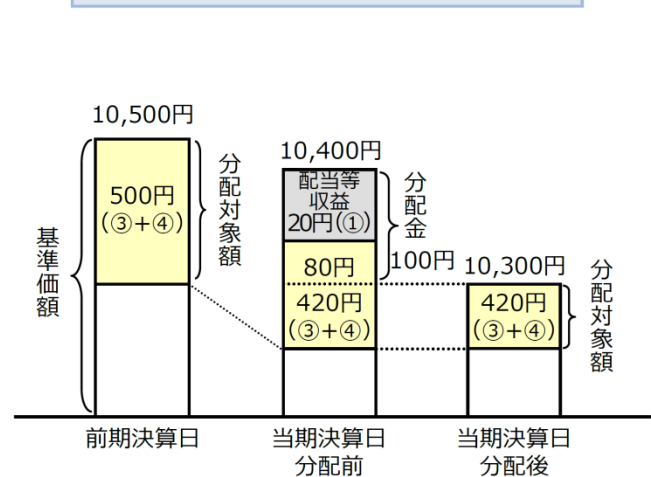 10,500円
500円
(③+④)
分配対象額
基準価額
前期決算日
10,400円
配当等
収益
20円(①)
分配金
80円
100円
420円
(③+④)
当期決算日
分配前
10,300円
420円
(③+④)
分配対象額
当期決算日
分配後